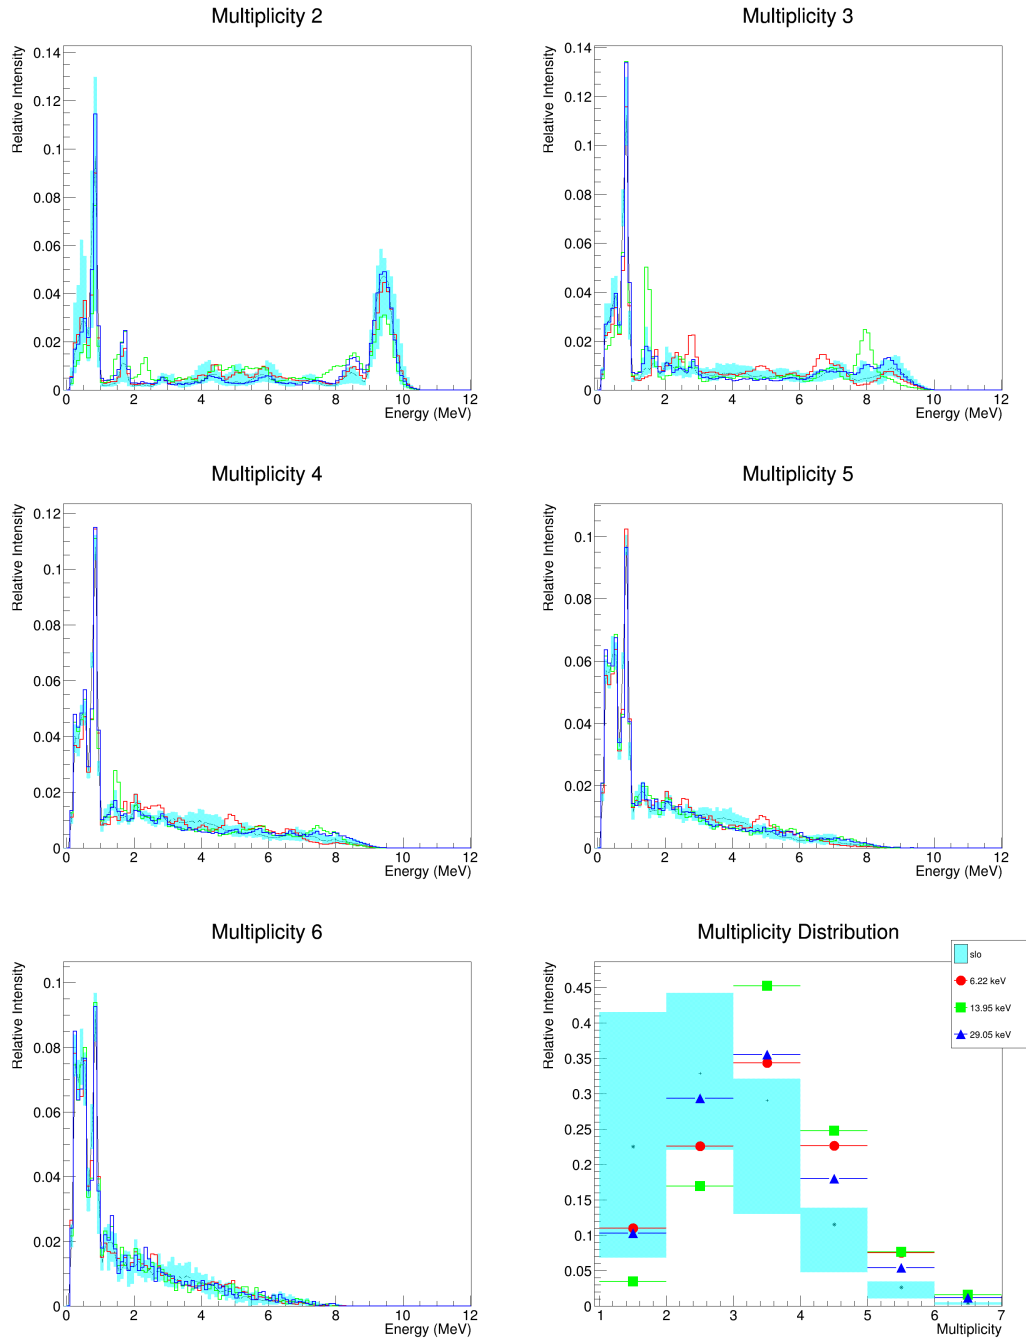 Multiplicity 2
Relative Intensity
0.14
0.12
0.1
0.08
0.06
0.04
0.02
0
0 2 4 6 8 10 12
Energy (MeV)
Multiplicity 3
Relative Intensity
0.14
0.12
0.1
0.08
0.06
0.04
0.02
0
0 2 4 6 8 10 12
Energy (MeV)
Multiplicity 4
Relative Intensity
0.12
0.1
0.08
0.06
0.04
0.02
0
0 2 4 6 8 10 12
Energy (MeV)
Multiplicity 5
Relative Intensity
0.1
0.08
0.06
0.04
0.02
0
0 2 4 6 8 10 12
Energy (MeV)
Multiplicity 6
Relative Intensity
0.1
0.08
0.06
0.04
0.02
0
0 2 4 6 8 10 12
Energy (MeV)
Multiplicity Distribution
Relative Intensity
0.45
0.4
0.35
0.3
0.25
0.2
0.15
0.1
0.05
0
1 2 3 4 5 6 7
Multiplicity
slo
6.22 keV
13.95 keV
29.05 keV